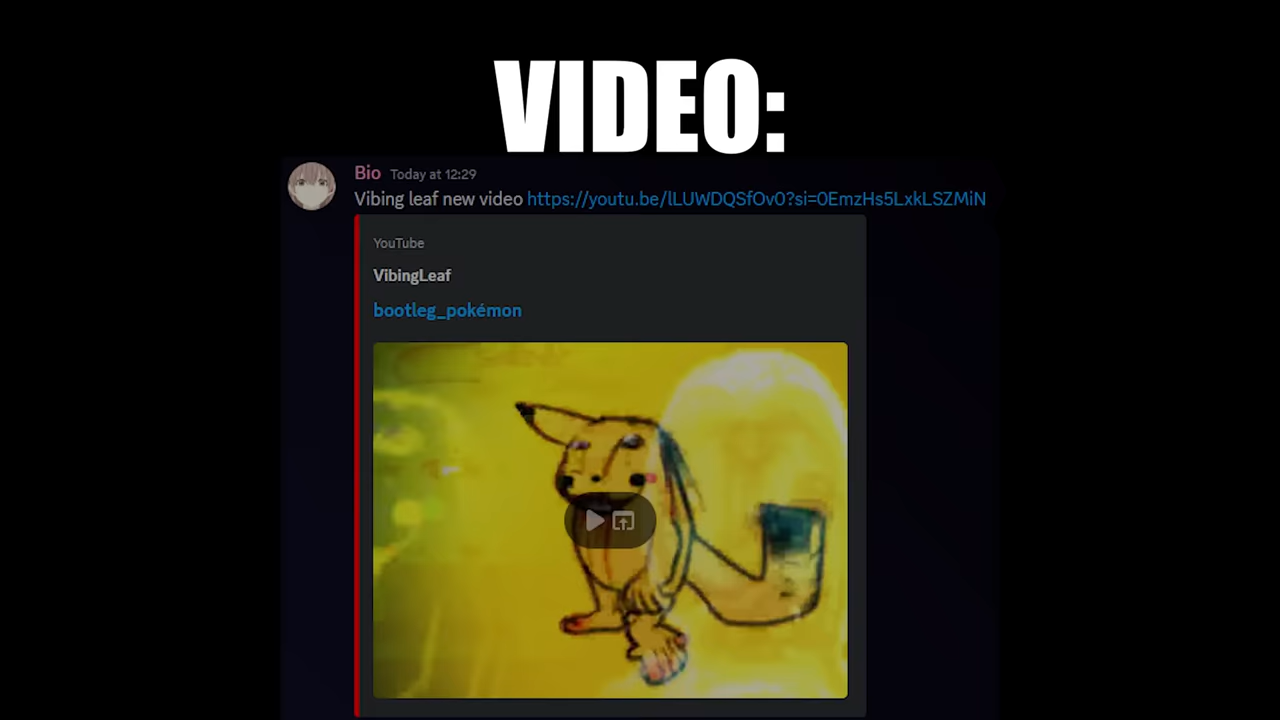 VIDEO:
Bio Today at 12:29
Vibing leaf new video https://youtu.be/lLUWDQSfOv0?si=0EmzHs5LxkLSZMiN
YouTube
VibingLeaf
bootleg_pokémon